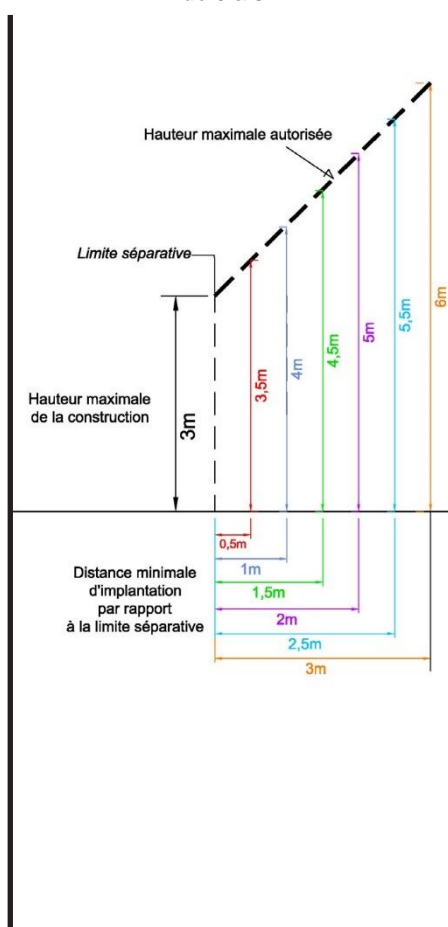 Hauteur maximale autorisée
Limite séparative
Hauteur maximale
de la construction
3m
3,5m
4m
4,5m
5m
5,5m
6m
0,5m
1m
1,5m
2m
2,5m
3m
Distance minimale
d'implantation
par rapport
à la limite séparative